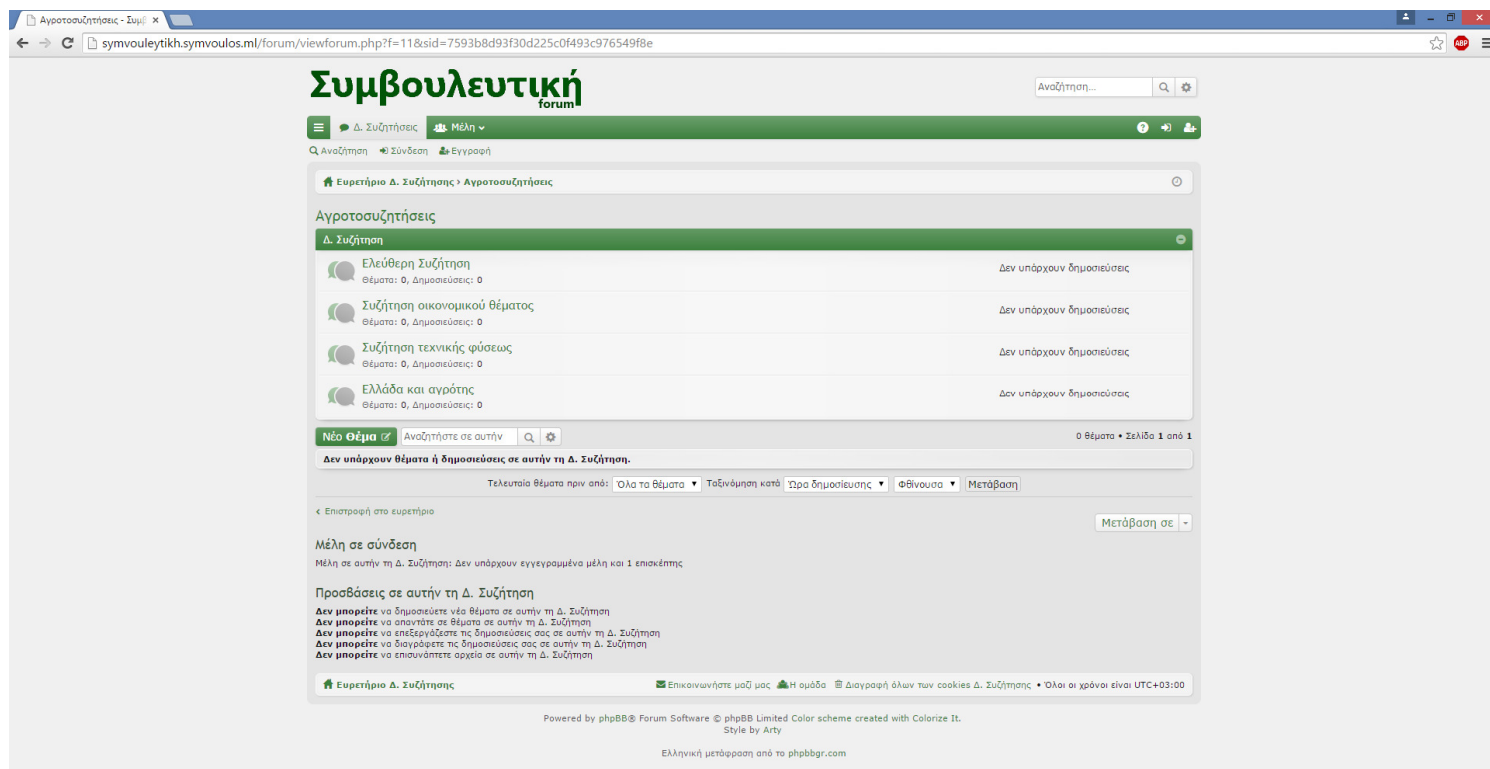 Αγροτοσυζητήσεις - Συμβ
symvouleytikh.symvoulos.ml/forum/viewforum.php?f=11&sid=7593b8d93f30d225c0f493c976549f8e
ABP
Συμβουλευτική
forum
Αναζήτηση...
Δ. Συζητήσεις Μέλη
Αναζήτηση Σύνδεση Εγγραφή
Ευρετήριο Δ. Συζήτησης › Αγροτοσυζητήσεις
Αγροτοσυζητήσεις
Δ. Συζήτηση
Ελεύθερη Συζήτηση
Θέματα: 0, Δημοσιεύσεις: 0
Δεν υπάρχουν δημοσιεύσεις
Συζήτηση οικονομικού θέματος
Θέματα: 0, Δημοσιεύσεις: 0
Δεν υπάρχουν δημοσιεύσεις
Συζήτηση τεχνικής φύσεως
Θέματα: 0, Δημοσιεύσεις: 0
Δεν υπάρχουν δημοσιεύσεις
Ελλάδα και αγρότης
Θέματα: 0, Δημοσιεύσεις: 0
Δεν υπάρχουν δημοσιεύσεις
Νέο Θέμα Αναζητήστε σε αυτήν 0 θέματα • Σελίδα 1 από 1
Δεν υπάρχουν θέματα ή δημοσιεύσεις σε αυτήν τη Δ. Συζήτηση.
Τελευταία θέματα πριν από: Όλα τα θέματα Ταξινόμηση κατά Ώρα δημοσίευσης Φθίνουσα Μετάβαση
‹ Επιστροφή στο ευρετήριο
Μετάβαση σε
Μέλη σε σύνδεση
Μέλη σε αυτήν τη Δ. Συζήτηση: Δεν υπάρχουν εγγεγραμμένα μέλη και 1 επισκέπτης
Προσβάσεις σε αυτήν τη Δ. Συζήτηση
Δεν μπορείτε να δημοσιεύετε νέα θέματα σε αυτήν τη Δ. Συζήτηση
Δεν μπορείτε να απαντάτε σε θέματα σε αυτήν τη Δ. Συζήτηση
Δεν μπορείτε να επεξεργάζεστε τις δημοσιεύσεις σας σε αυτήν τη Δ. Συζήτηση
Δεν μπορείτε να διαγράφετε τις δημοσιεύσεις σας σε αυτήν τη Δ. Συζήτηση
Δεν μπορείτε να επισυνάπτετε αρχεία σε αυτήν τη Δ. Συζήτηση
Ευρετήριο Δ. Συζήτησης Επικοινωνήστε μαζί μας Η ομάδα Διαγραφή όλων των cookies Δ. Συζήτησης • Όλοι οι χρόνοι είναι UTC+03:00
Powered by phpBB® Forum Software © phpBB Limited Color scheme created with Colorize It.
Style by Arty
Ελληνική μετάφραση από το phpbbgr.com